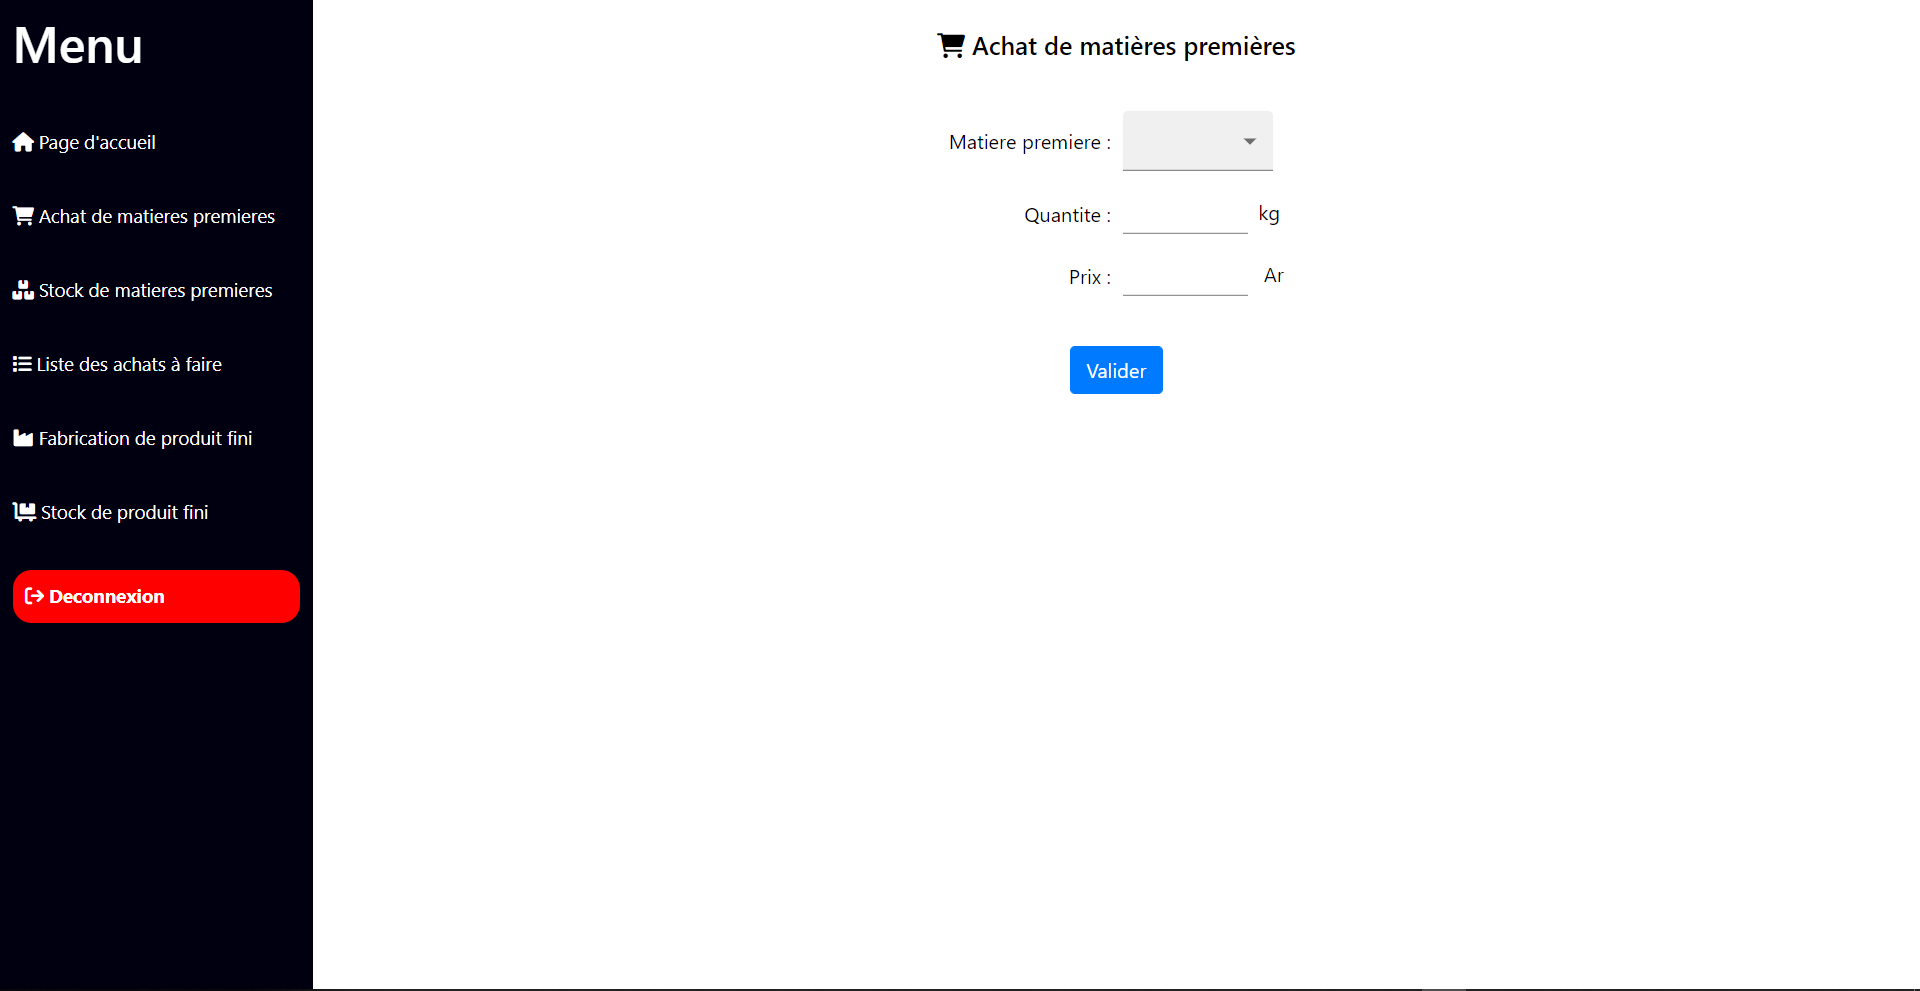 Menu
Page d'accueil
Achat de matieres premieres
Stock de matieres premieres
Liste des achats à faire
Fabrication de produit fini
Stock de produit fini
Deconnexion
Achat de matières premières
Matiere premiere :
Quantite : kg
Prix : Ar
Valider